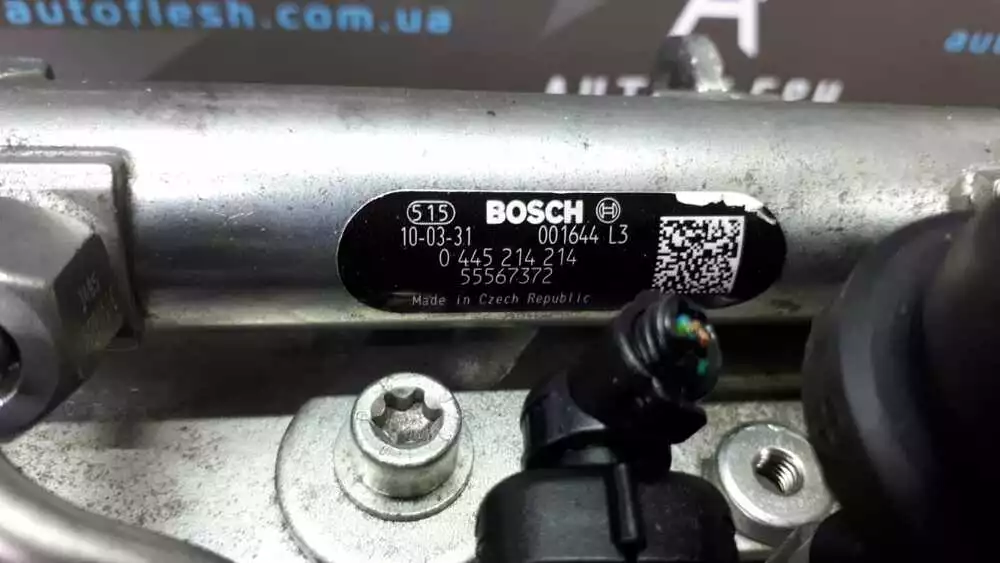 autoflesh.com.ua
515 BOSCH
10-03-31 001644 L3
0 445 214 214
55567372
Made in Czech Republic